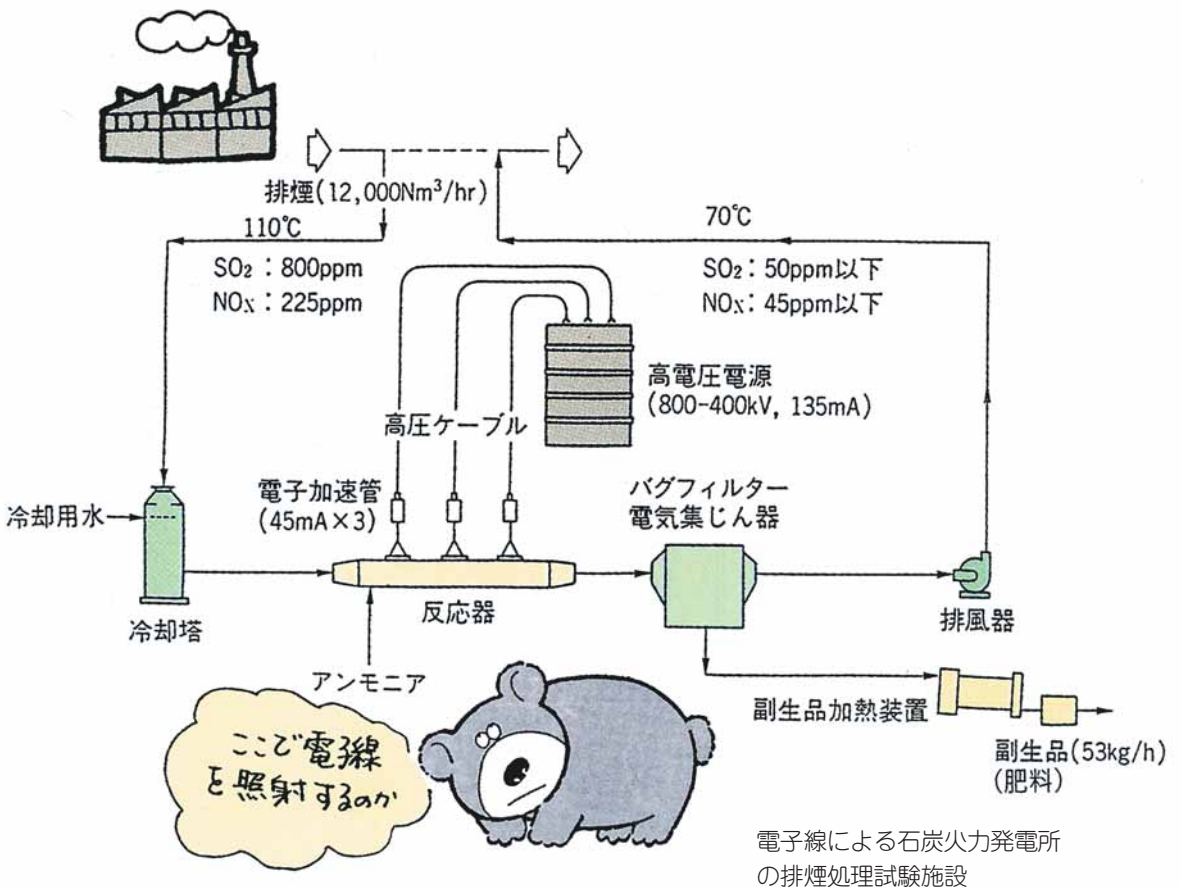 排煙(12,000Nm³/hr)
110℃
SO₂：800ppm
NOx：225ppm
70℃
SO₂：50ppm以下
NOx：45ppm以下
高電圧電源
(800-400kV, 135mA)
高圧ケーブル
電子加速管
(45mA×3)
バグフィルター
電気集じん器
冷却用水
冷却塔
反応器
排風器
アンモニア
副生品加熱装置
副生品(53kg/h)
(肥料)
ここで電子線
を照射するのか
電子線による石炭火力発電所
の排煙処理試験施設